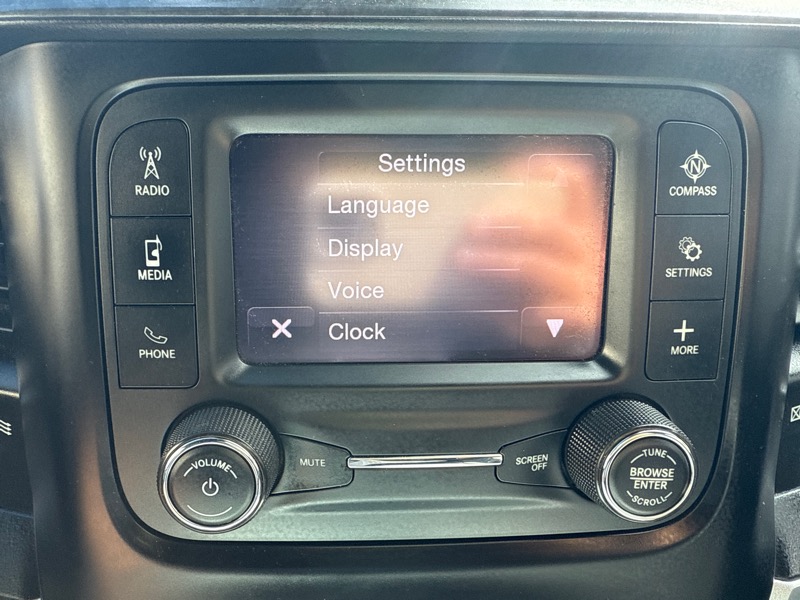 Settings
Language
Display
Voice
Clock
RADIO
MEDIA
PHONE
N
COMPASS
SETTINGS
MORE
VOLUME
MUTE
SCREEN
OFF
TUNE
BROWSE
ENTER
SCROLL